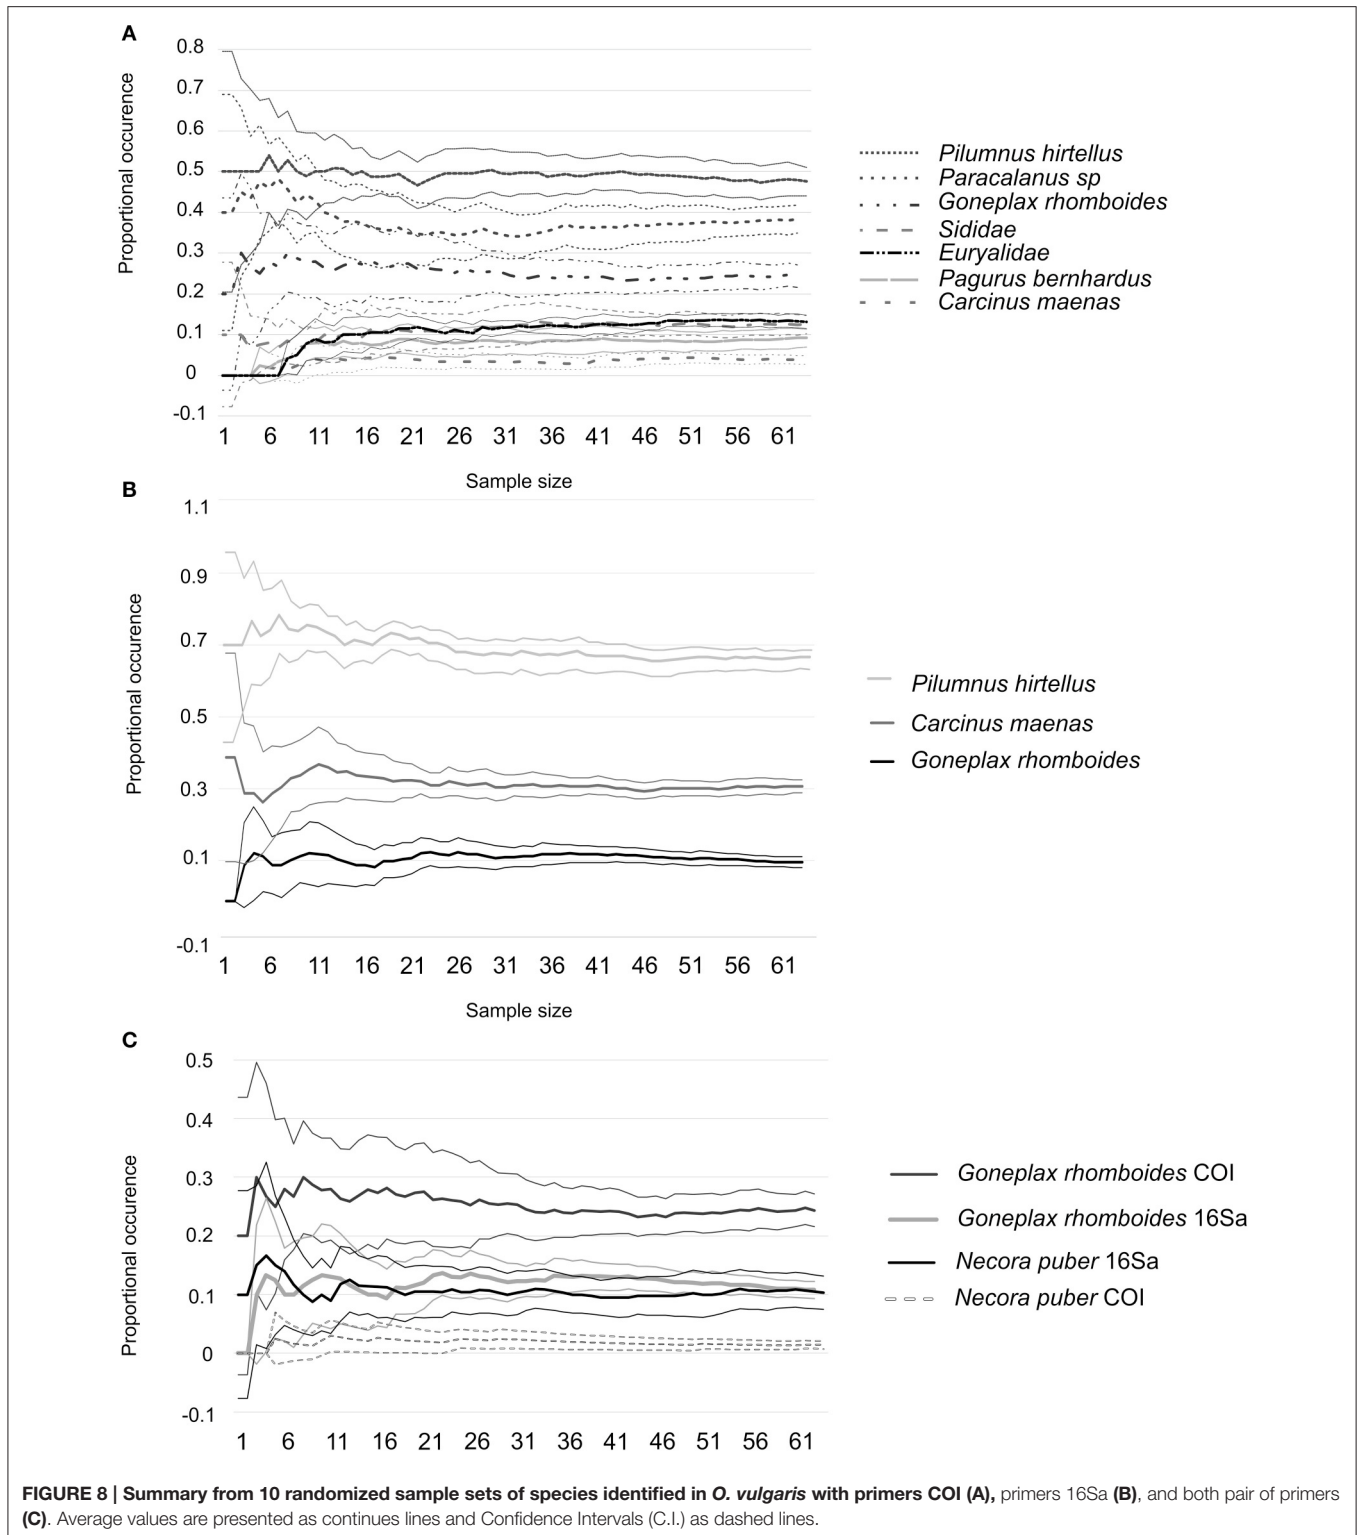 A
Proportional occurence
0.8
0.7
0.6
0.5
0.4
0.3
0.2
0.1
0
-0.1
1 6 11 16 21 26 31 36 41 46 51 56 61
Sample size
Pilumnus hirtellus
Paracalanus sp
Goneplax rhomboides
Sididae
Euryalidae
Pagurus bernhardus
Carcinus maenas
B
Proportional occurence
1.1
0.9
0.7
0.5
0.3
0.1
-0.1
1 6 11 16 21 26 31 36 41 46 51 56 61
Sample size
Pilumnus hirtellus
Carcinus maenas
Goneplax rhomboides
C
Proportional occurence
0.5
0.4
0.3
0.2
0.1
0
-0.1
1 6 11 16 21 26 31 36 41 46 51 56 61
Goneplax rhomboides COI
Goneplax rhomboides 16Sa
Necora puber 16Sa
Necora puber COI
FIGURE 8 | Summary from 10 randomized sample sets of species identified in O. vulgaris with primers COI (A), primers 16Sa (B), and both pair of primers
(C). Average values are presented as continues lines and Confidence Intervals (C.I.) as dashed lines.